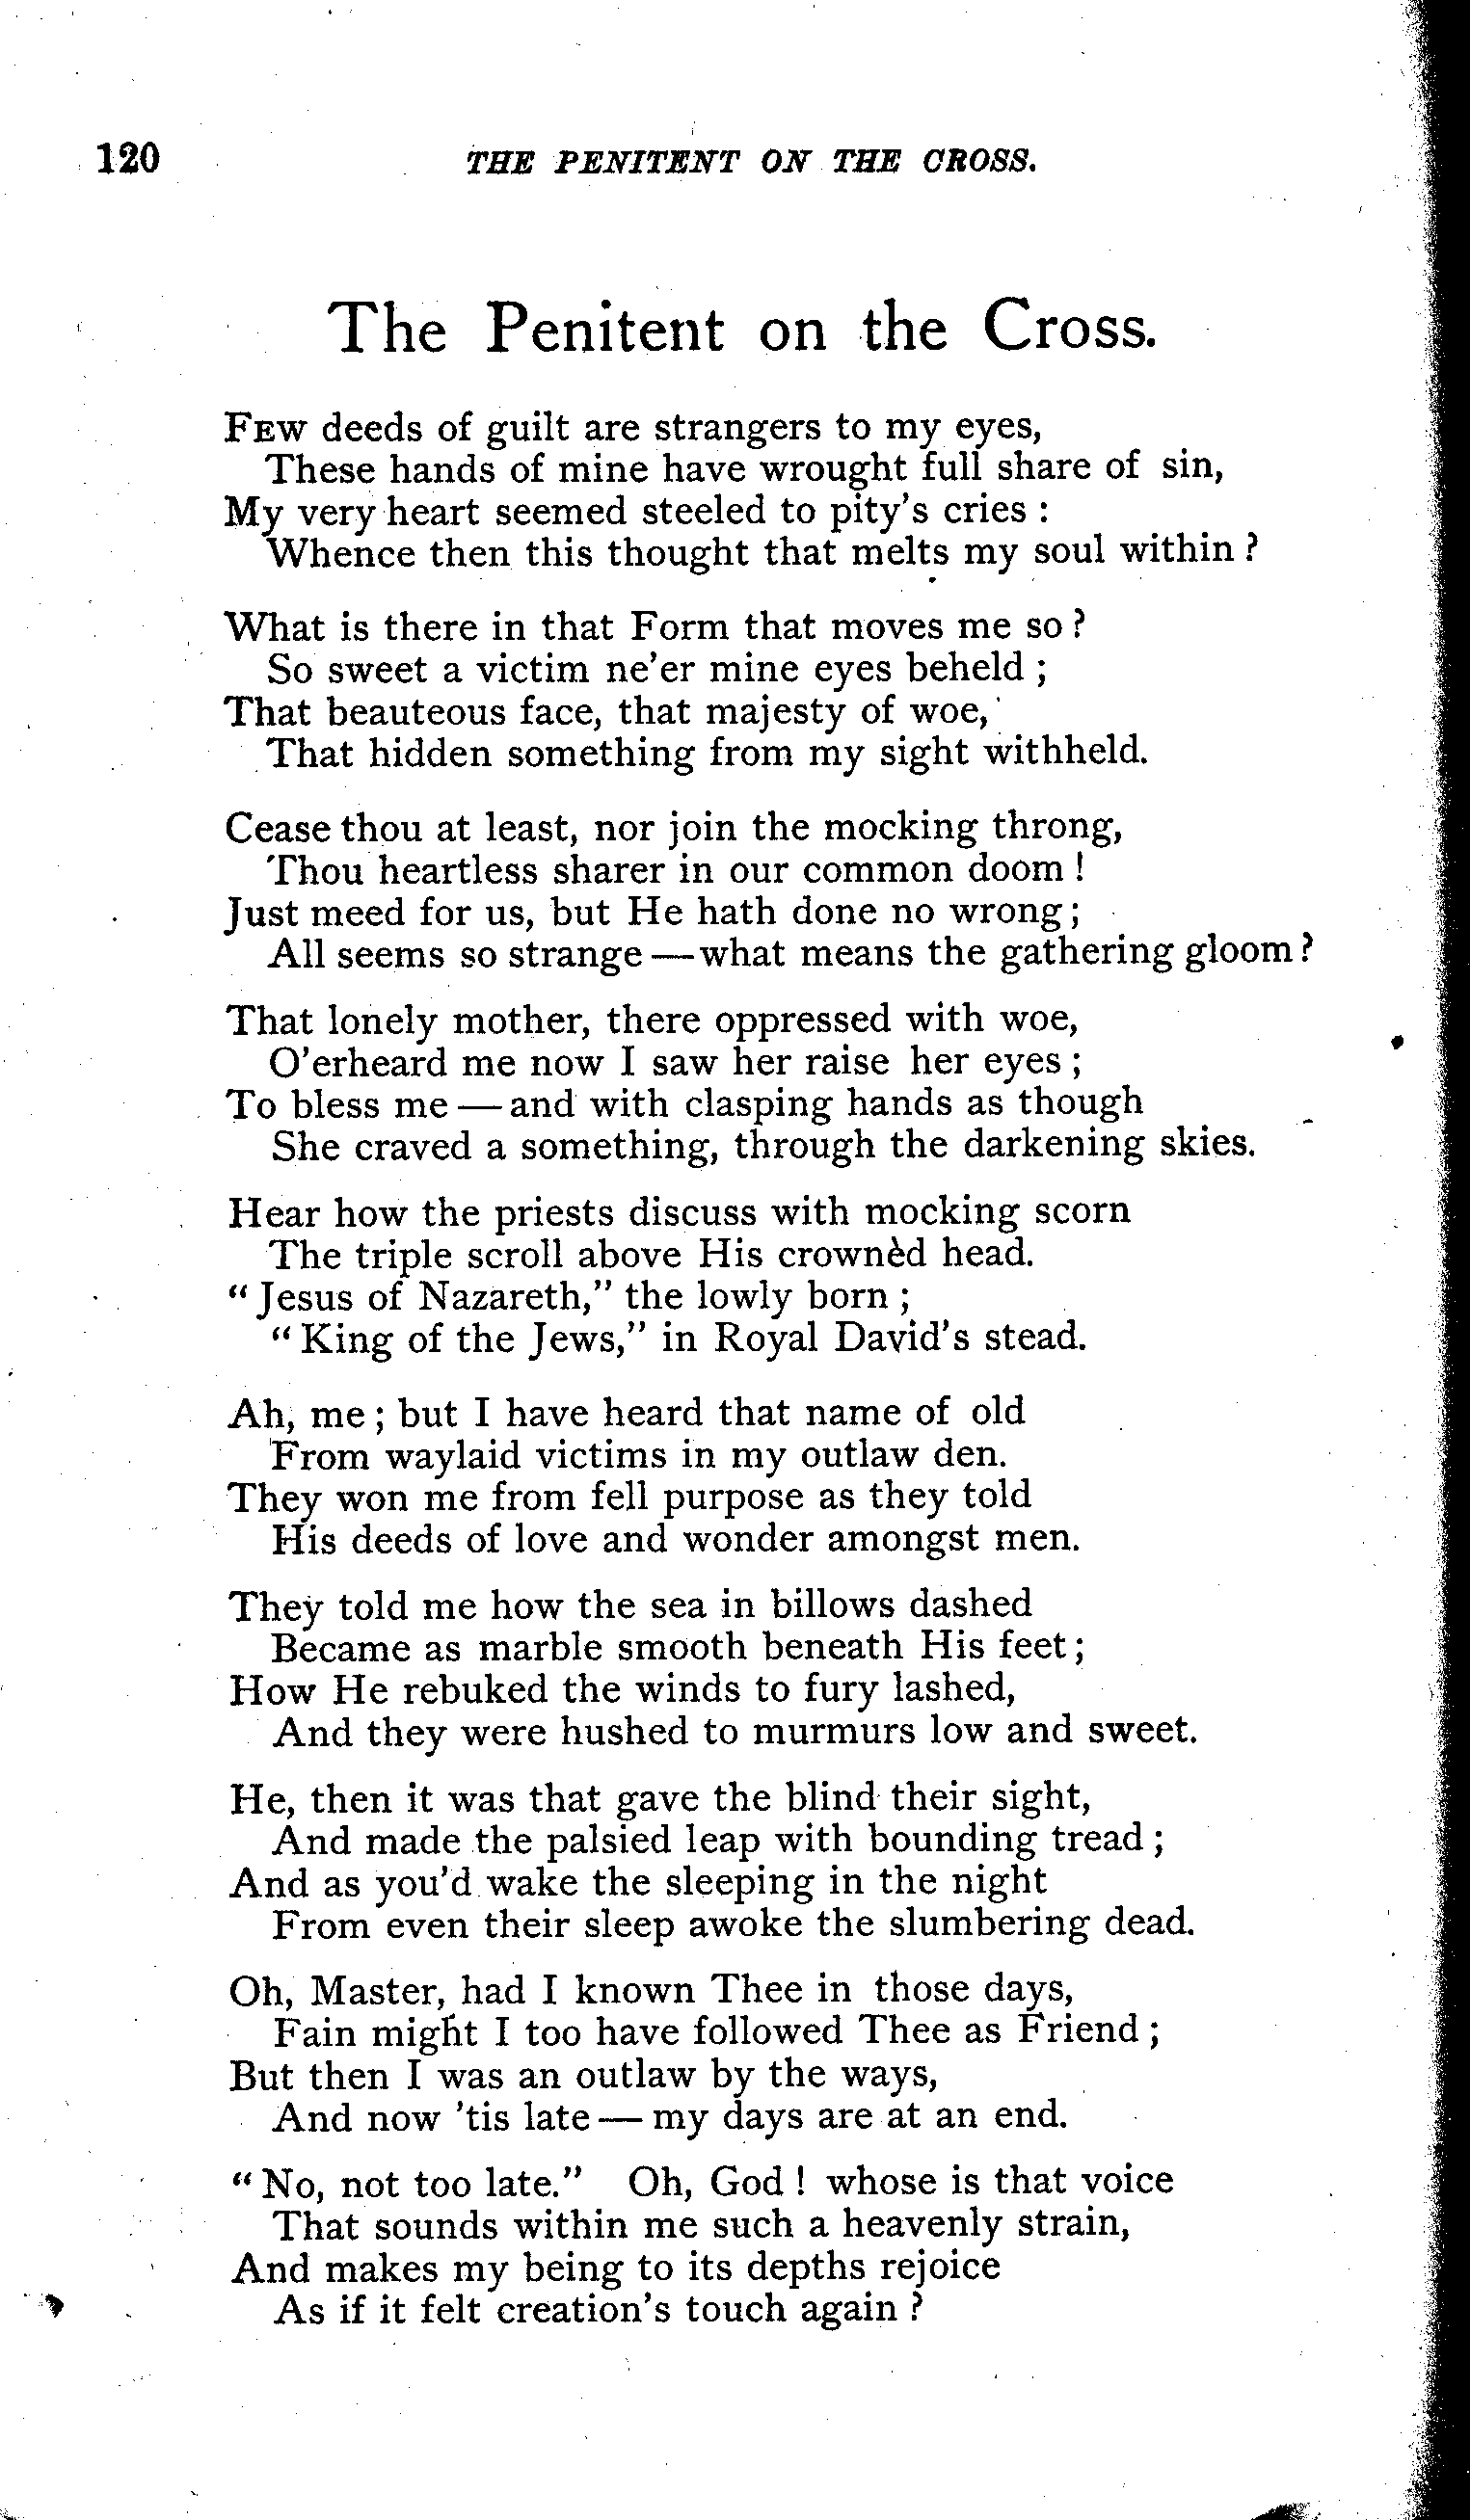 120 THE PENITENT ON THE CROSS.
The Penitent on the Cross.
FEW deeds of guilt are strangers to my eyes,
These hands of mine have wrought full share of sin,
My very heart seemed steeled to pity's cries :
Whence then this thought that melts my soul within ?
What is there in that Form that moves me so ?
So sweet a victim ne'er mine eyes beheld ;
That beauteous face, that majesty of woe,
That hidden something from my sight withheld.
Cease thou at least, nor join the mocking throng,
Thou heartless sharer in our common doom !
Just meed for us, but He hath done no wrong ;
All seems so strange — what means the gathering gloom ?
That lonely mother, there oppressed with woe,
O'erheard me now I saw her raise her eyes ;
To bless me — and with clasping hands as though
She craved a something, through the darkening skies.
Hear how the priests discuss with mocking scorn
The triple scroll above His crownèd head.
" Jesus of Nazareth," the lowly born ;
" King of the Jews," in Royal David's stead.
Ah, me ; but I have heard that name of old
From waylaid victims in my outlaw den.
They won me from fell purpose as they told
His deeds of love and wonder amongst men.
They told me how the sea in billows dashed
Became as marble smooth beneath His feet ;
How He rebuked the winds to fury lashed,
And they were hushed to murmurs low and sweet.
He, then it was that gave the blind their sight,
And made the palsied leap with bounding tread ;
And as you'd wake the sleeping in the night
From even their sleep awoke the slumbering dead.
Oh, Master, had I known Thee in those days,
Fain might I too have followed Thee as Friend ;
But then I was an outlaw by the ways,
And now 'tis late — my days are at an end.
" No, not too late." Oh, God ! whose is that voice
That sounds within me such a heavenly strain,
And makes my being to its depths rejoice
As if it felt creation's touch again ?